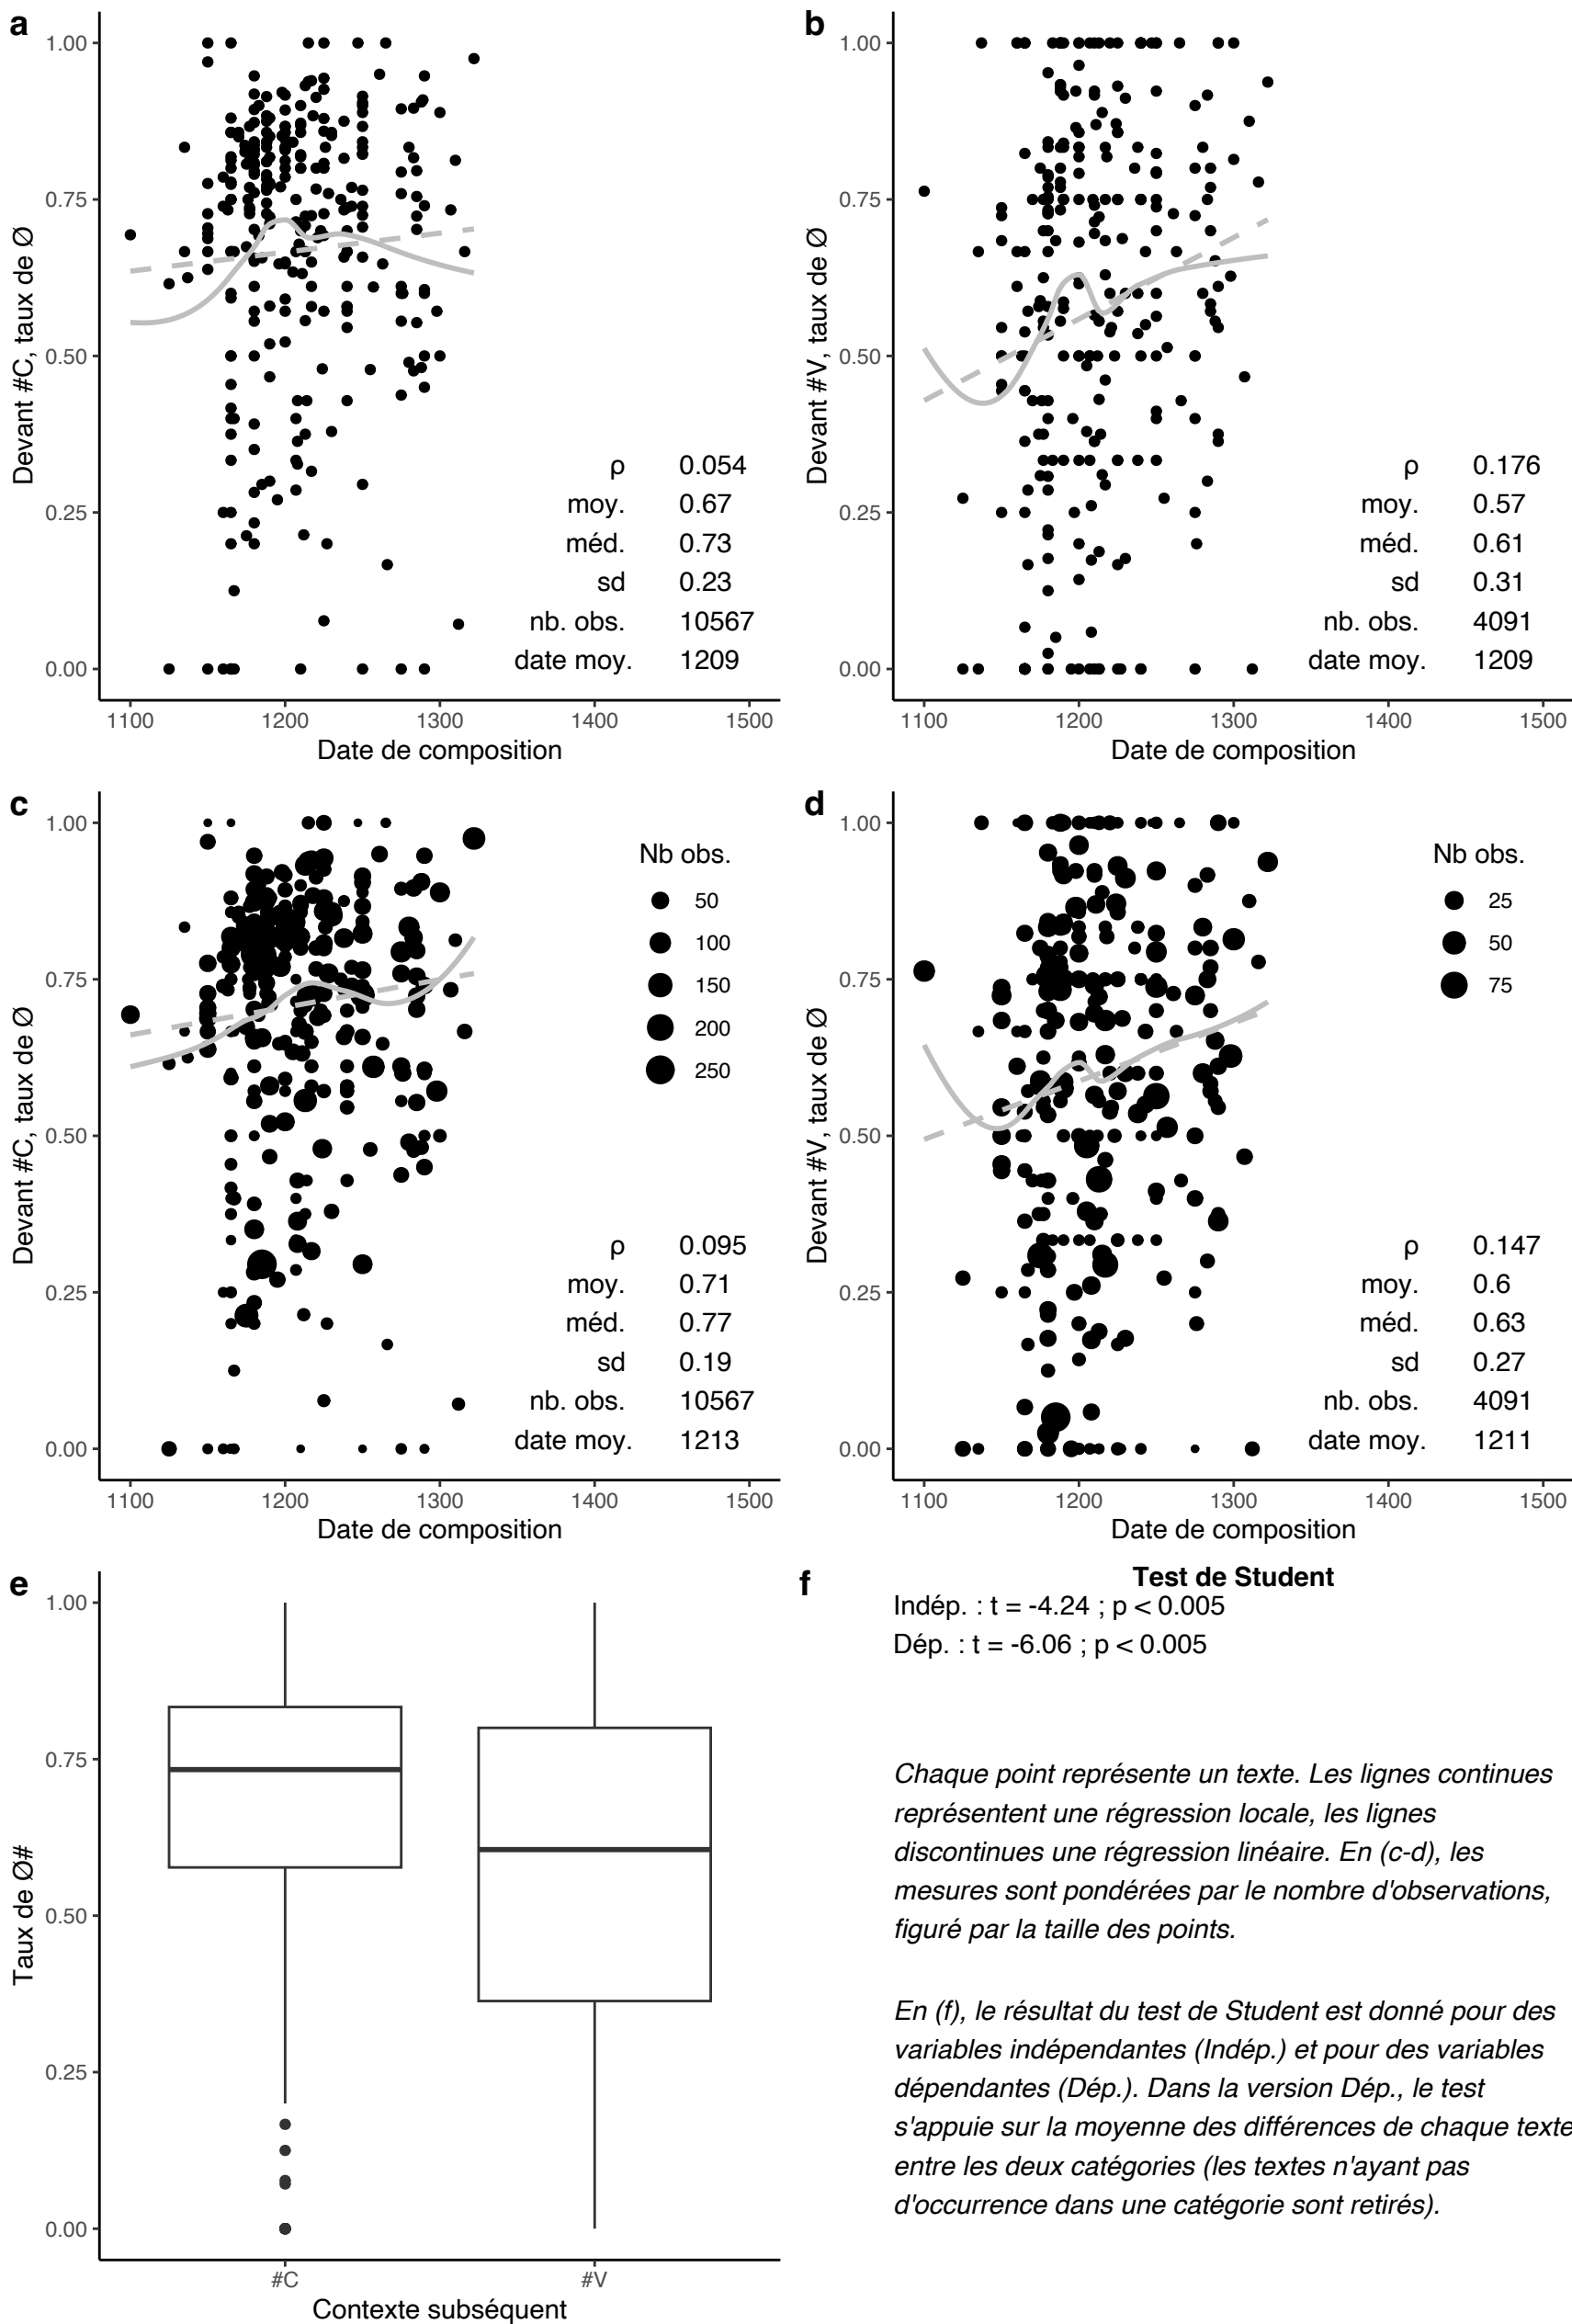 a
1.00
0.75
0.50
0.25
0.00
Devant #C, taux de Ø
ρ 0.054
moy. 0.67
méd. 0.73
sd 0.23
nb. obs. 10567
date moy. 1209
1100 1200 1300 1400 1500
Date de composition
b
1.00
0.75
0.50
0.25
0.00
Devant #V, taux de Ø
ρ 0.176
moy. 0.57
méd. 0.61
sd 0.31
nb. obs. 4091
date moy. 1209
1100 1200 1300 1400 1500
Date de composition
c
1.00
0.75
0.50
0.25
0.00
Devant #C, taux de Ø
Nb obs.
50
100
150
200
250
ρ 0.095
moy. 0.71
méd. 0.77
sd 0.19
nb. obs. 10567
date moy. 1213
1100 1200 1300 1400 1500
Date de composition
d
1.00
0.75
0.50
0.25
0.00
Devant #V, taux de Ø
Nb obs.
25
50
75
ρ 0.147
moy. 0.6
méd. 0.63
sd 0.27
nb. obs. 4091
date moy. 1211
1100 1200 1300 1400 1500
Date de composition
e
1.00
0.75
0.50
0.25
0.00
Taux de Ø#
#C #V
Contexte subséquent
f
Test de Student
Indép. : t = -4.24 ; p < 0.005
Dép. : t = -6.06 ; p < 0.005
Chaque point représente un texte. Les lignes continues
représentent une régression locale, les lignes
discontinues une régression linéaire. En (c-d), les
mesures sont pondérées par le nombre d'observations,
figuré par la taille des points.
En (f), le résultat du test de Student est donné pour des
variables indépendantes (Indép.) et pour des variables
dépendantes (Dép.). Dans la version Dép., le test
s'appuie sur la moyenne des différences de chaque texte
entre les deux catégories (les textes n'ayant pas
d'occurrence dans une catégorie sont retirés).